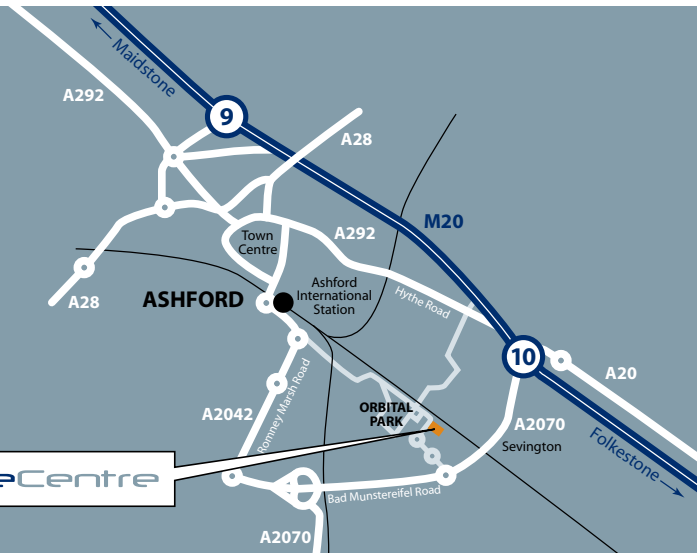 Maidstone
A292
9
A28
M20
A292
Town
Centre
Ashford
International
Station
Hythe Road
ASHFORD
A28
10
A20
ORBITAL
PARK
A2042
Romney Marsh Road
A2070
Sevington
Folkestone
eCentre
Bad Munstereifel Road
A2070